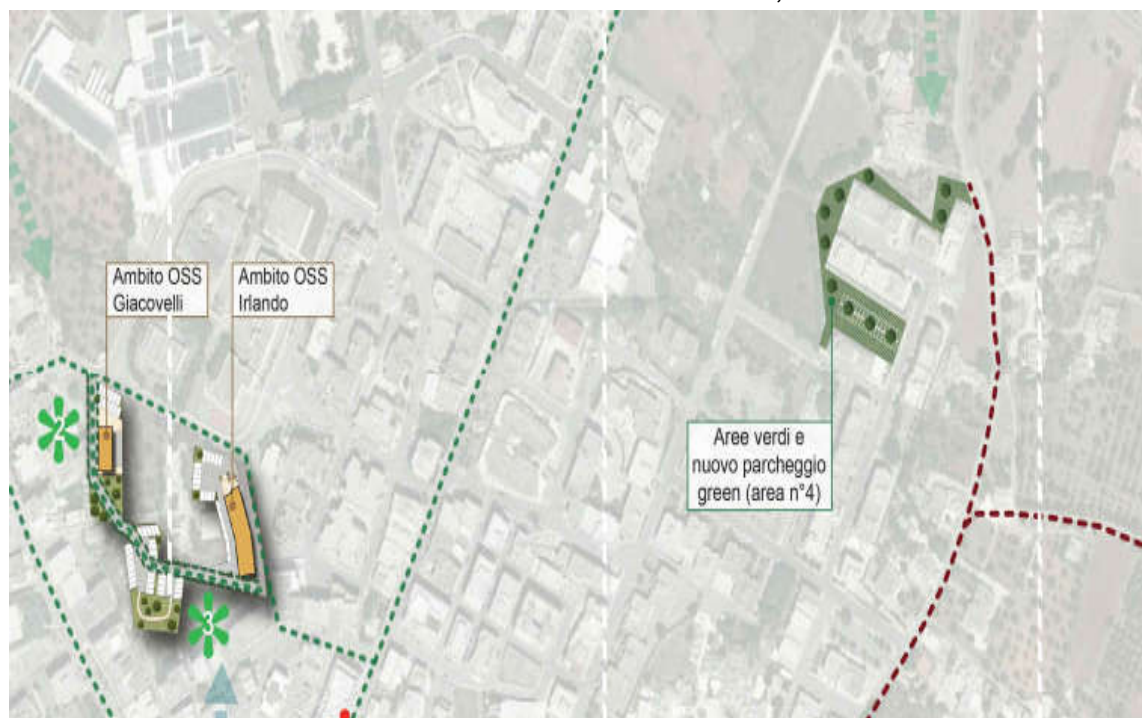 Ambito OSS
Giacovelli
Ambito OSS
Irlando
2
3
Aree verdi e
nuovo parcheggio
green (area n°4)